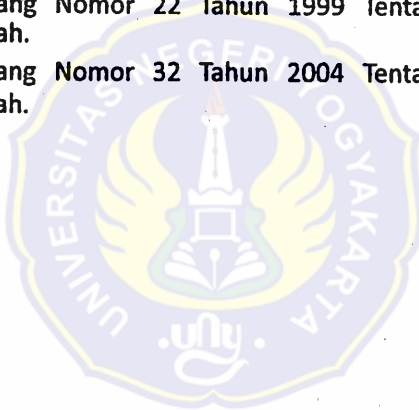 ang Nomor 22 Tahun 1999 Tenta
ah.
ang Nomor 32 Tahun 2004 Tenta
ah.
UNIVERSITAS NEGERI YOGYAKARTA
uny